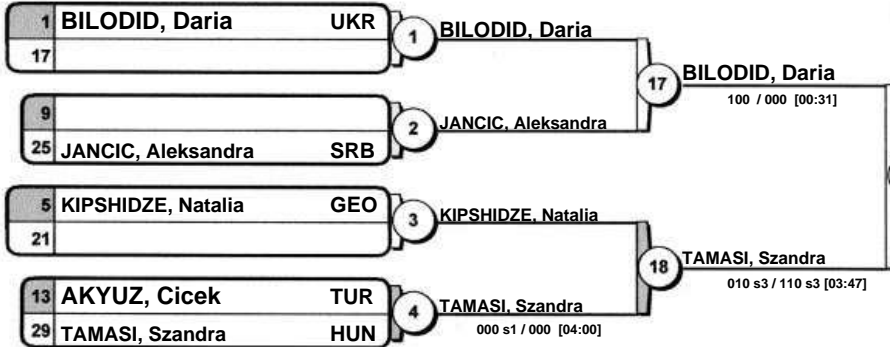 1 BILODID, Daria UKR
17
1
BILODID, Daria
9
25 JANCIC, Aleksandra SRB
2
JANCIC, Aleksandra
17
BILODID, Daria
100 / 000 [00:31]
5 KIPSHIDZE, Natalia GEO
21
3
KIPSHIDZE, Natalia
13 AKYUZ, Cicek TUR
29 TAMASI, Szandra HUN
4
TAMASI, Szandra
000 s1 / 000 [04:00]
18
TAMASI, Szandra
010 s3 / 110 s3 [03:47]